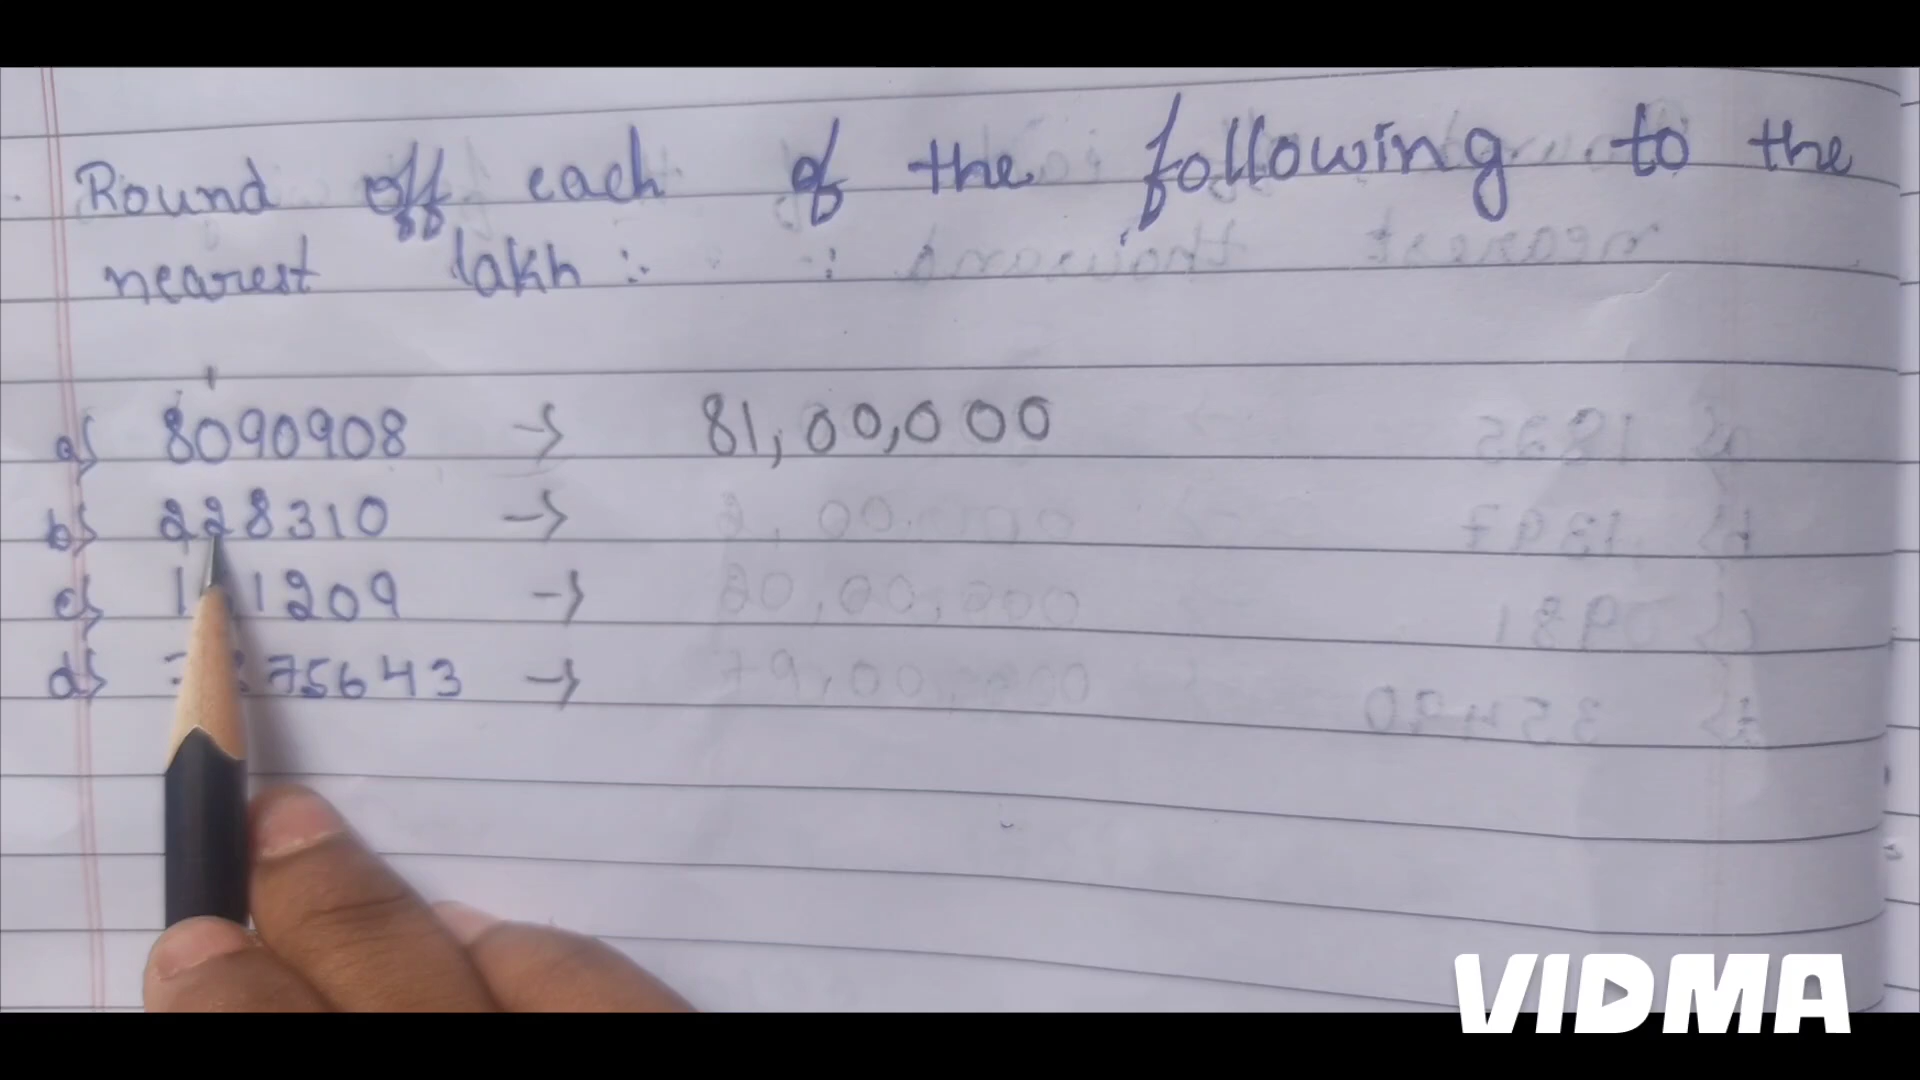 Round off each of the following to the
nearest lakh :-
a) 8090908 → 81,00,000
b) 228310 →
c) 1 1209 →
d) 75643 →
VIDMA